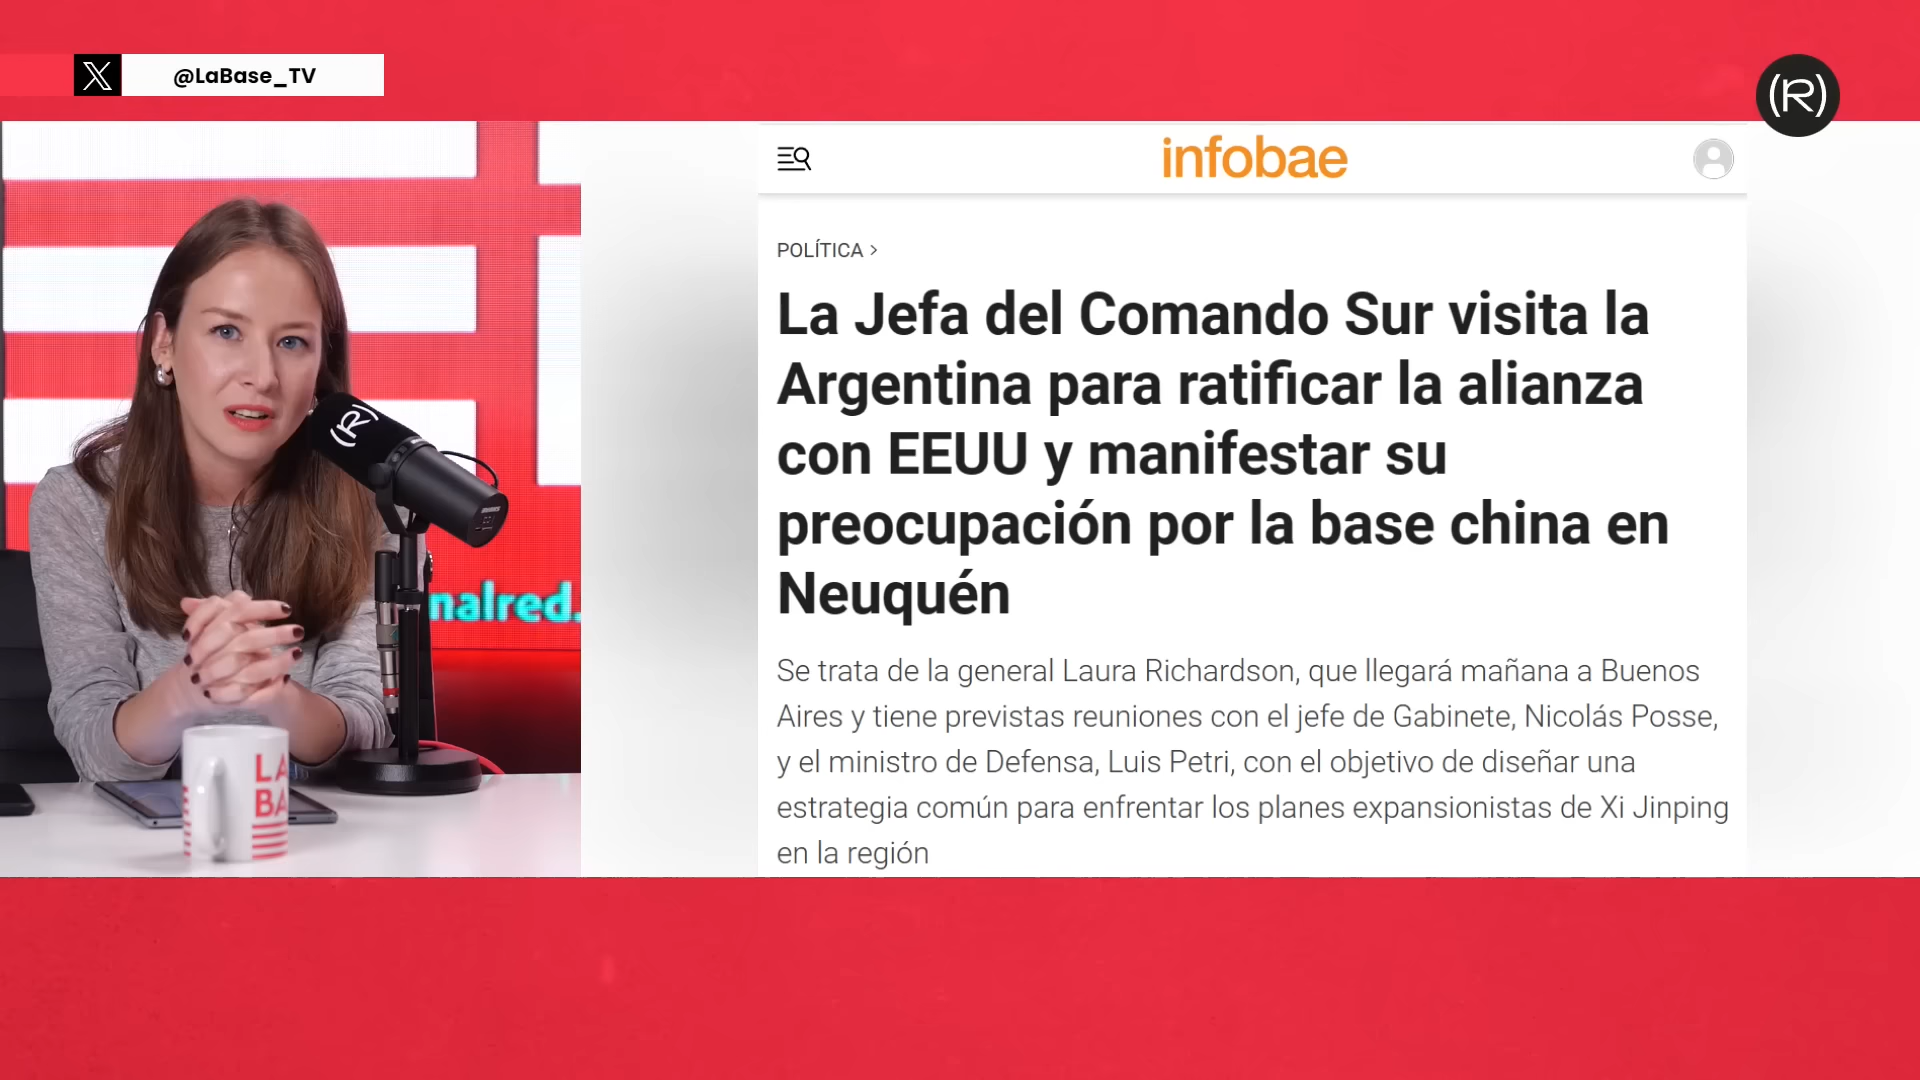 @LaBase_TV
(R)
infobae
POLÍTICA >
La Jefa del Comando Sur visita la
Argentina para ratificar la alianza
con EEUU y manifestar su
preocupación por la base china en
Neuquén
Se trata de la general Laura Richardson, que llegará mañana a Buenos
Aires y tiene previstas reuniones con el jefe de Gabinete, Nicolás Posse,
y el ministro de Defensa, Luis Petri, con el objetivo de diseñar una
estrategia común para enfrentar los planes expansionistas de Xi Jinping
en la región
(R)
nalred.
LA
BA